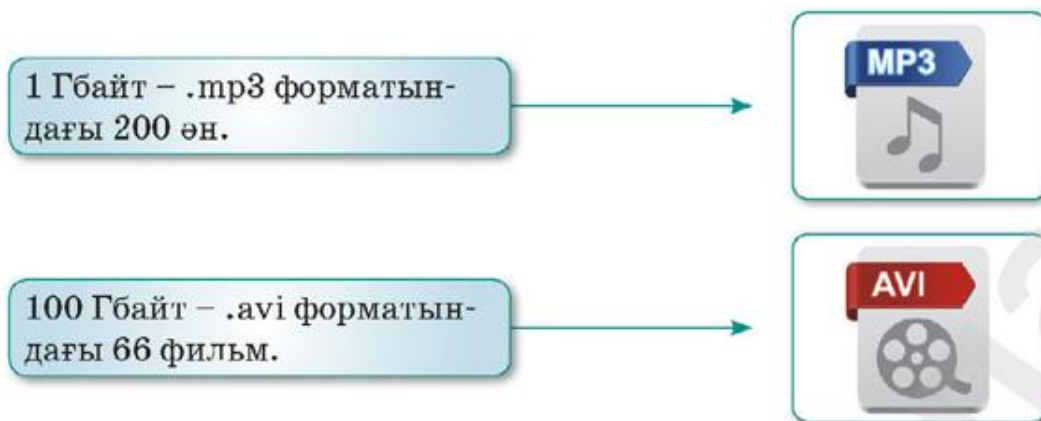 1 Гбайт – .mp3 форматын-
дағы 200 ән.
MP3
100 Гбайт – .avi форматын-
дағы 66 фильм.
AVI